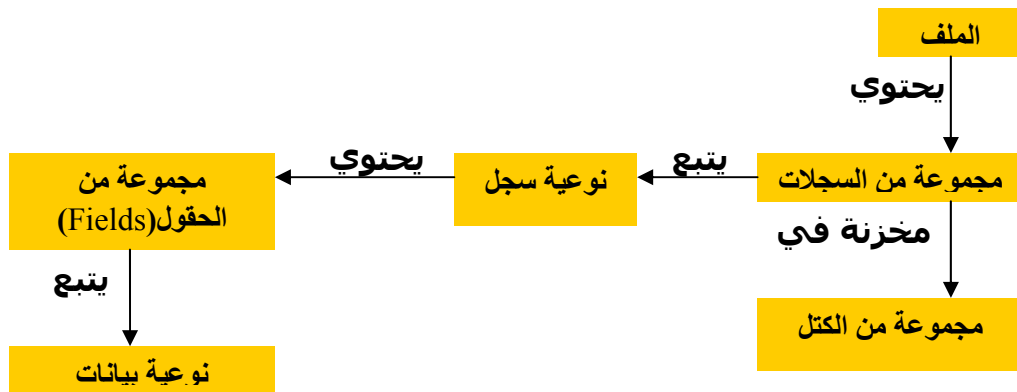 الملف
يحتوي
مجموعة من السجلات
يتبع
نوعية سجل
يحتوي
مجموعة من
الحقول(Fields)
مخزنة في
يتبع
مجموعة من الكتل
نوعية بيانات